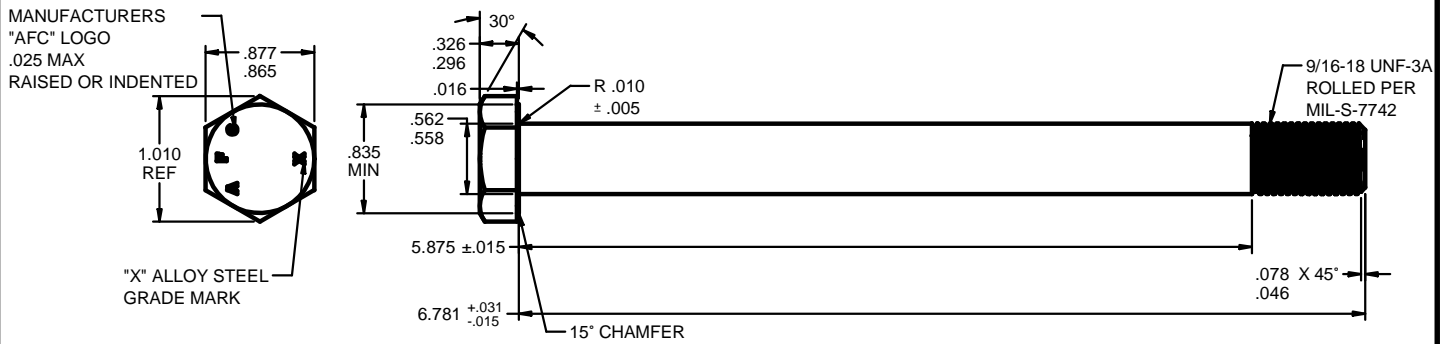 MANUFACTURERS
"AFC" LOGO
.025 MAX
RAISED OR INDENTED
.877
.865
1.010
REF
A F C
X
"X" ALLOY STEEL
GRADE MARK
30°
.326
.296
.016
.562
.558
.835
MIN
R .010
± .005
9/16-18 UNF-3A
ROLLED PER
MIL-S-7742
5.875 ±.015
.078 X 45°
.046
6.781 +.031
-.015
15° CHAMFER